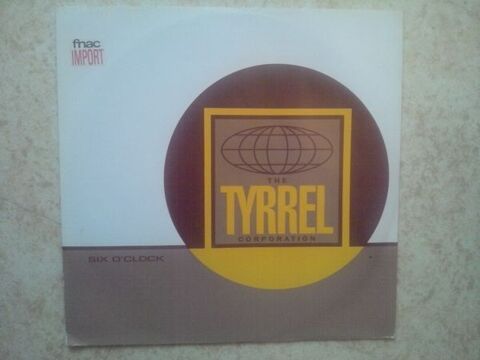 fnac
IMPORT
THE
TYRREL
CORPORATION
SIX O'CLOCK